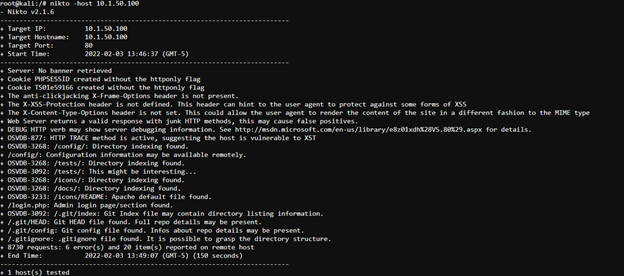 root@kali:/# nikto -host 10.1.50.100
- Nikto v2.1.6
---------------------------------------------------------------------------
+ Target IP: 10.1.50.100
+ Target Hostname: 10.1.50.100
+ Target Port: 80
+ Start Time: 2022-02-03 13:46:37 (GMT-5)
---------------------------------------------------------------------------
+ Server: No banner retrieved
+ Cookie PHPSESSID created without the httponly flag
+ Cookie TS01e59166 created without the httponly flag
+ The anti-clickjacking X-Frame-Options header is not present.
+ The X-XSS-Protection header is not defined. This header can hint to the user agent to protect against some forms of XSS
+ The X-Content-Type-Options header is not set. This could allow the user agent to render the content of the site in a different fashion to the MIME type
+ Web Server returns a valid response with junk HTTP methods, this may cause false positives.
+ DEBUG HTTP verb may show server debugging information. See http://msdn.microsoft.com/en-us/library/e8z01xdh%28VS.80%29.aspx for details.
+ OSVDB-877: HTTP TRACE method is active, suggesting the host is vulnerable to XST
+ OSVDB-3268: /config/: Directory indexing found.
+ /config/: Configuration information may be available remotely.
+ OSVDB-3268: /tests/: Directory indexing found.
+ OSVDB-3092: /tests/: This might be interesting...
+ OSVDB-3268: /icons/: Directory indexing found.
+ OSVDB-3268: /docs/: Directory indexing found.
+ OSVDB-3233: /icons/README: Apache default file found.
+ /login.php: Admin login page/section found.
+ OSVDB-3092: /.git/index: Git Index file may contain directory listing information.
+ /.git/HEAD: Git HEAD file found. Full repo details may be present.
+ /.git/config: Git config file found. Infos about repo details may be present.
+ /.gitignore: .gitignore file found. It is possible to grasp the directory structure.
+ 8730 requests: 6 error(s) and 20 item(s) reported on remote host
+ End Time: 2022-02-03 13:49:07 (GMT-5) (150 seconds)
---------------------------------------------------------------------------
+ 1 host(s) tested